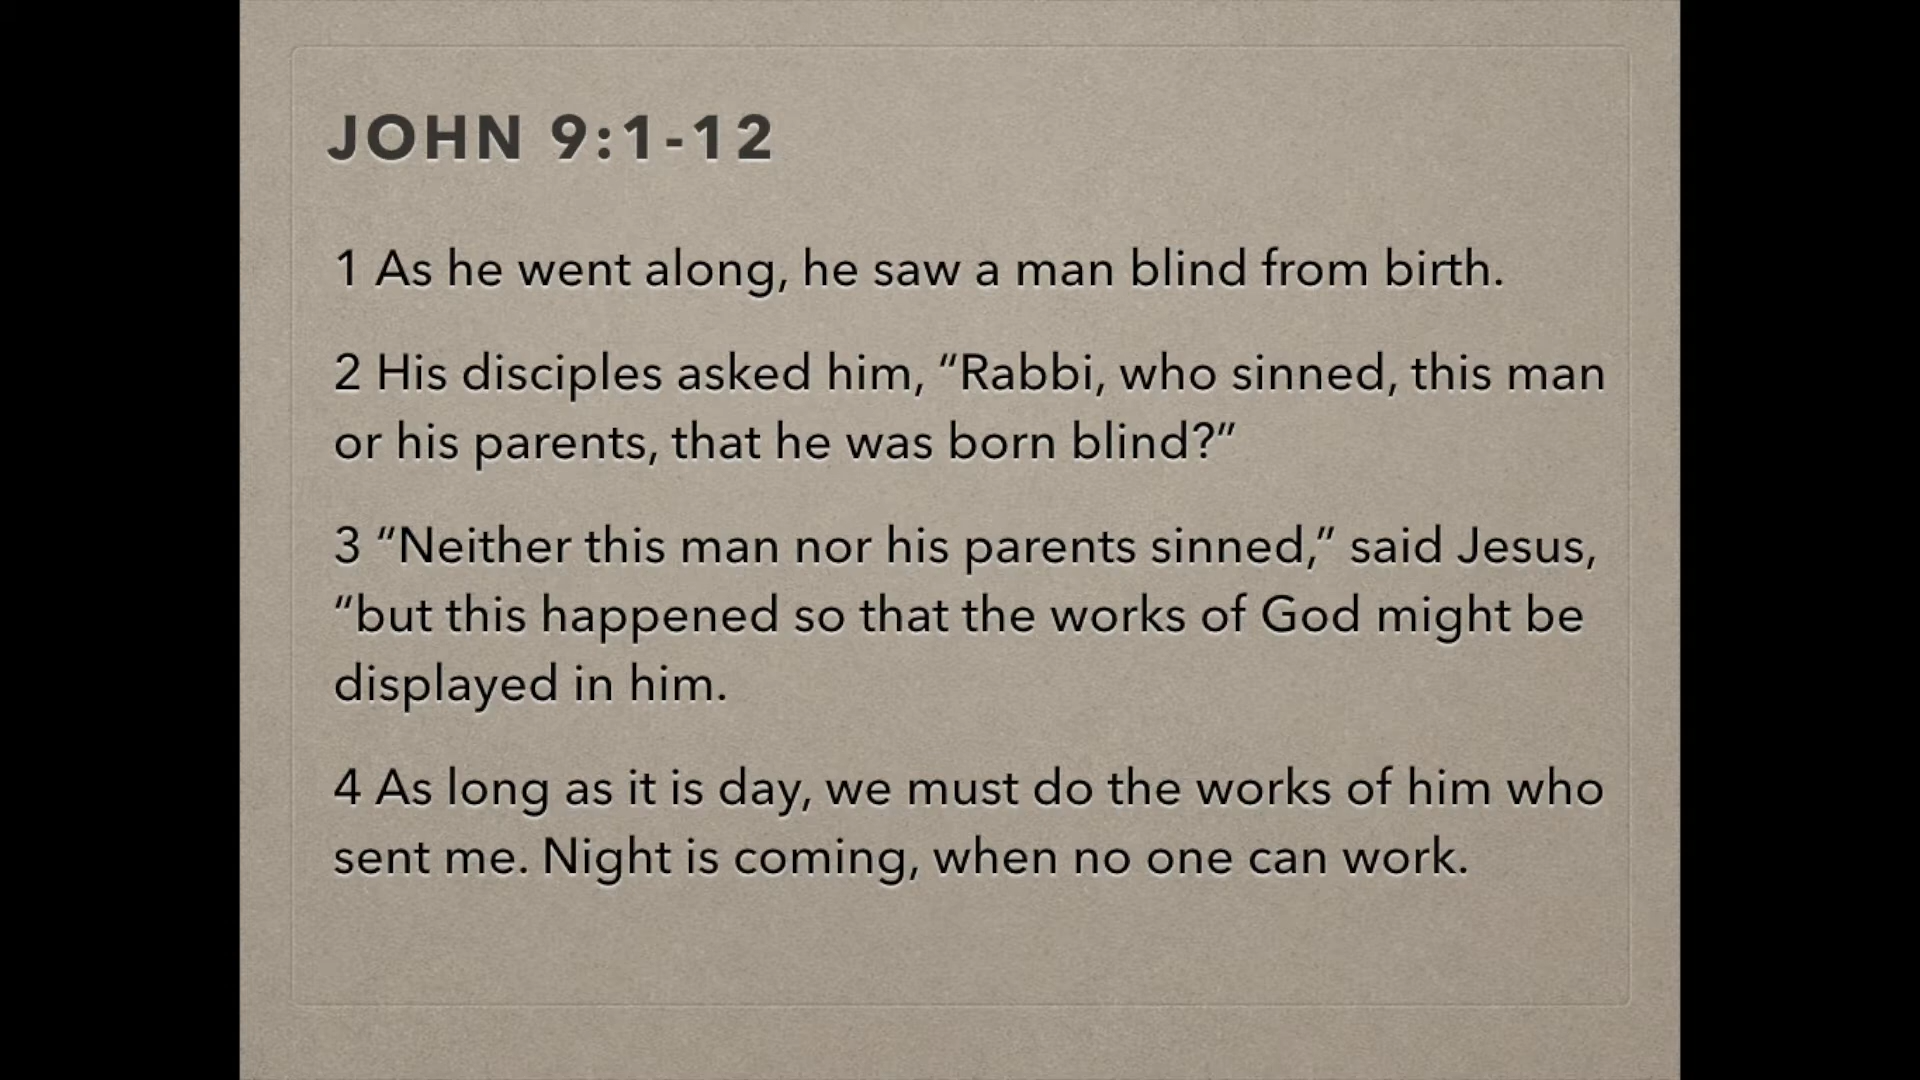 JOHN 9:1-12
1 As he went along, he saw a man blind from birth.
2 His disciples asked him, “Rabbi, who sinned, this man
or his parents, that he was born blind?”
3 “Neither this man nor his parents sinned,” said Jesus,
“but this happened so that the works of God might be
displayed in him.
4 As long as it is day, we must do the works of him who
sent me. Night is coming, when no one can work.